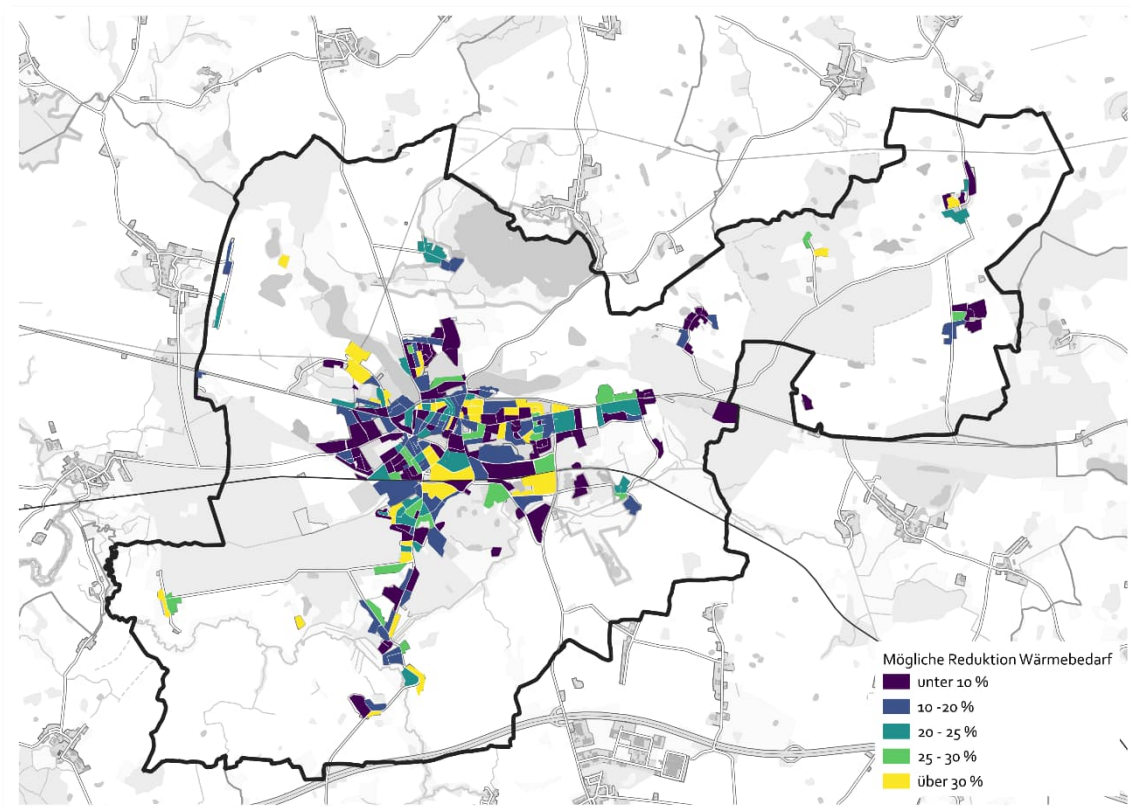 Mögliche Reduktion Wärmebedarf
unter 10 %
10 -20 %
20 - 25 %
25 - 30 %
über 30 %